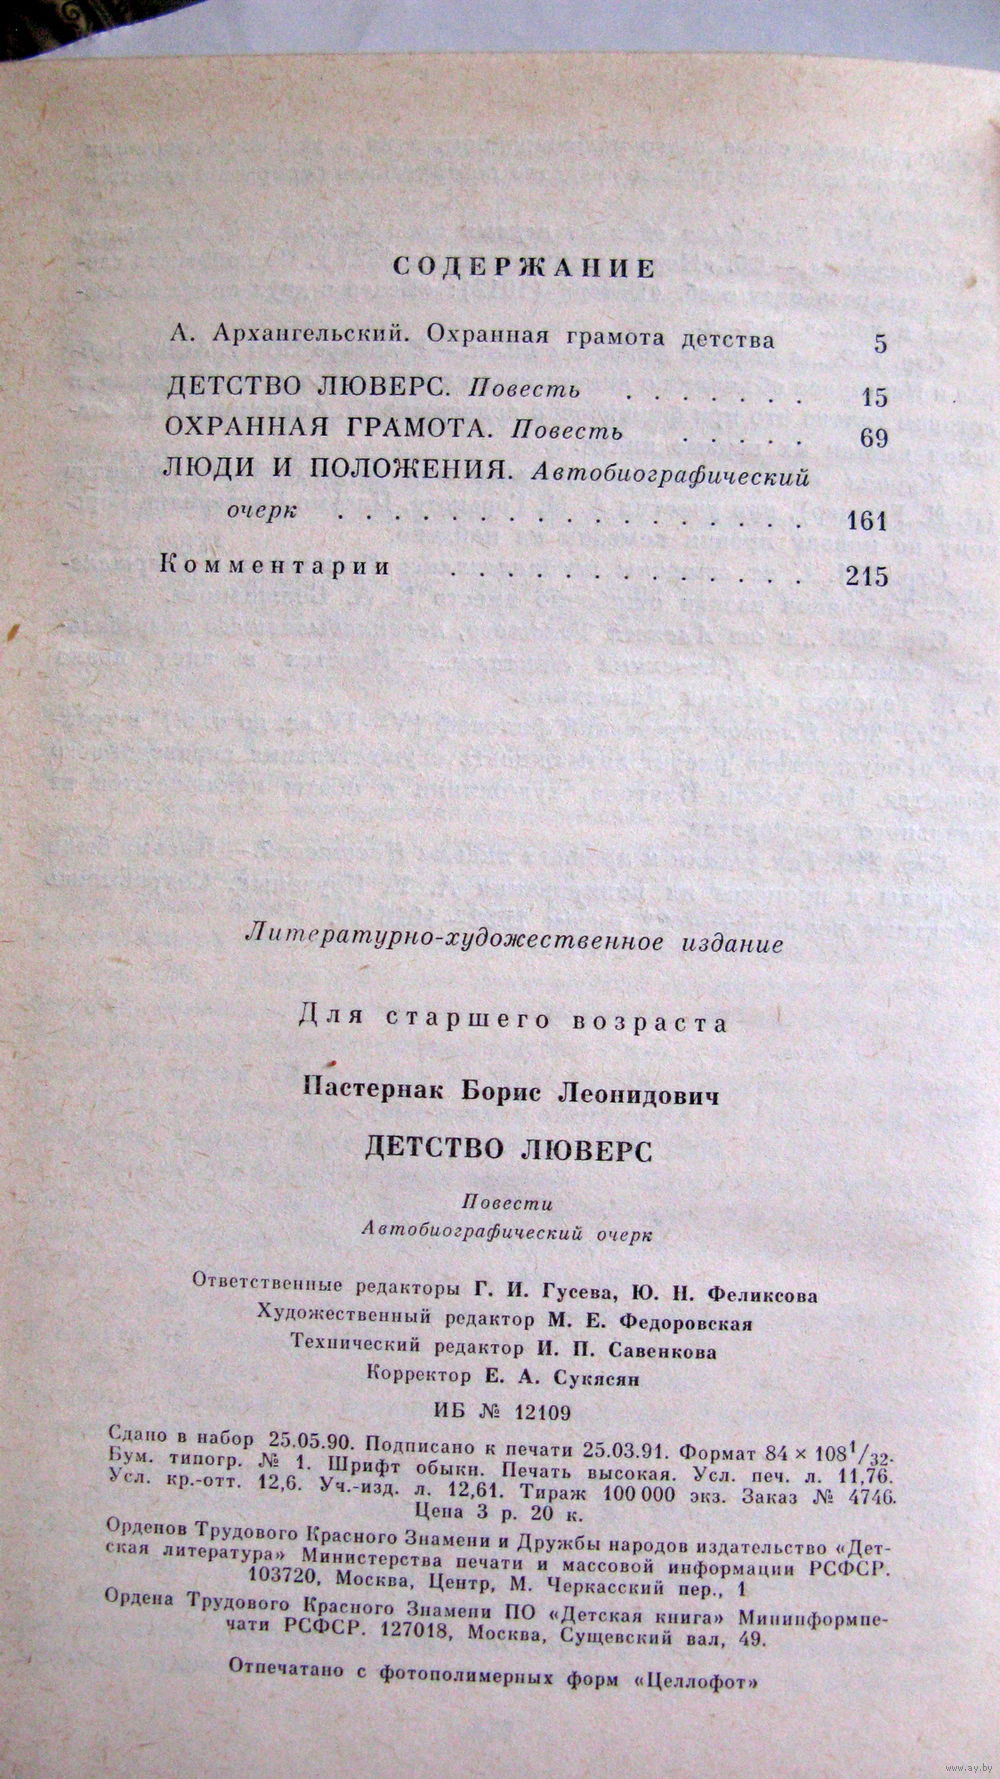 СОДЕРЖАНИЕ
А. Архангельский. Охранная грамота детства 5
ДЕТСТВО ЛЮВЕРС. Повесть . . . . . . . 15
ОХРАННАЯ ГРАМОТА. Повесть . . . . . 69
ЛЮДИ И ПОЛОЖЕНИЯ. Автобиографический
очерк . . . . . . . . . . . . . . . . . 161
Комментарии . . . . . . . . . . . . . 215
Литературно-художественное издание
Для старшего возраста
Пастернак Борис Леонидович
ДЕТСТВО ЛЮВЕРС
Повести
Автобиографический очерк
Ответственные редакторы Г. И. Гусева, Ю. Н. Феликсова
Художественный редактор М. Е. Федоровская
Технический редактор И. П. Савенкова
Корректор Е. А. Сукясян
ИБ № 12109
Сдано в набор 25.05.90. Подписано к печати 25.03.91. Формат 84 × 108 1/32.
Бум. типогр. № 1. Шрифт обыкн. Печать высокая. Усл. печ. л. 11,76.
Усл. кр.-отт. 12,6. Уч.-изд. л. 12,61. Тираж 100 000 экз. Заказ № 4746.
Цена 3 р. 20 к.
Орденов Трудового Красного Знамени и Дружбы народов издательство «Дет-
ская литература» Министерства печати и массовой информации РСФСР.
103720, Москва, Центр, М. Черкасский пер., 1
Ордена Трудового Красного Знамени ПО «Детская книга» Мининформпе-
чати РСФСР. 127018, Москва, Сущевский вал, 49.
Отпечатано с фотополимерных форм «Целлофот»
www.ay.by